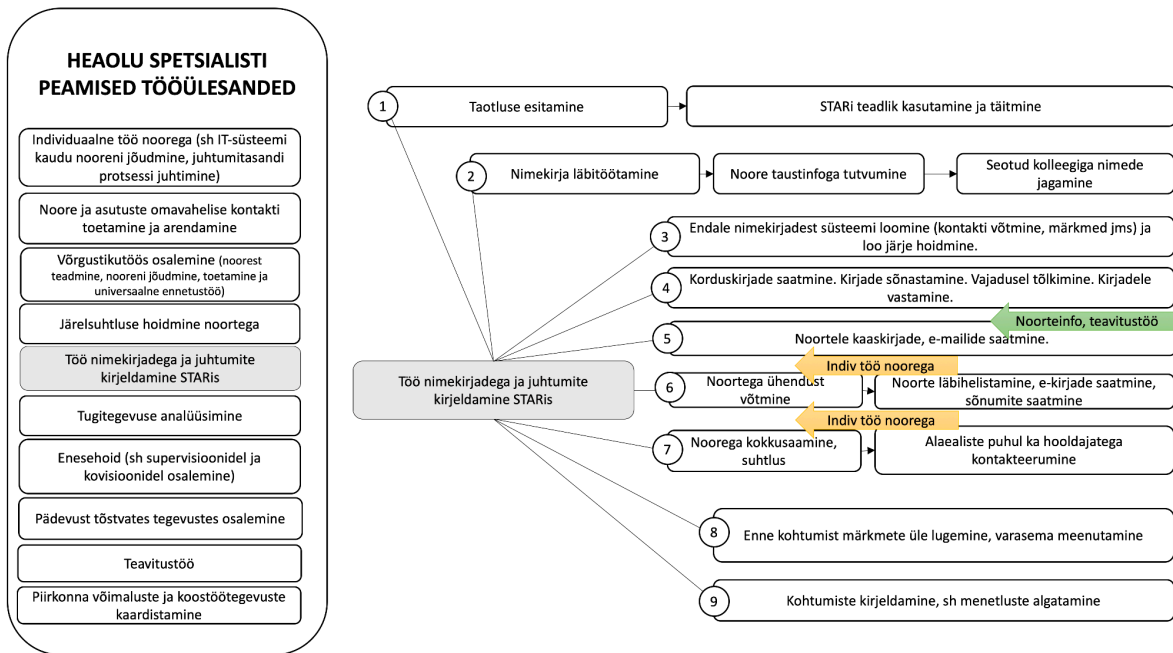 HEAOLU SPETSIALISTI
PEAMISED TÖÖÜLESANDED
Individuaalne töö noorega (sh IT-süsteemi
kaudu nooreni jõudmine, juhtumitasandi
protsessi juhtimine)
Noore ja asutuste omavahelise kontakti
toetamine ja arendamine
Võrgustikutöös osalemine (noorest
teadmine, nooreni jõudmine, toetamine ja
universaalne ennetustöö)
Järelsuhtluse hoidmine noortega
Töö nimekirjadega ja juhtumite
kirjeldamine STARis
Tugitegevuse analüüsimine
Enesehoid (sh supervisioonidel ja
kovisioonidel osalemine)
Pädevust tõstvates tegevustes osalemine
Teavitustöö
Piirkonna võimaluste ja koostöötegevuste
kaardistamine
Töö nimekirjadega ja juhtumite
kirjeldamine STARis
1
Taotluse esitamine
STARi teadlik kasutamine ja täitmine
2
Nimekirja läbitöötamine
Noore taustinfoga tutvumine
Seotud kolleegiga nimede
jagamine
3
Endale nimekirjadest süsteemi loomine (kontakti võtmine, märkmed jms) ja
loo järje hoidmine.
4
Korduskirjade saatmine. Kirjade sõnastamine. Vajadusel tõlkimine. Kirjadele
vastamine.
Noorteinfo, teavitustöö
5
Noortele kaaskirjade, e-mailide saatmine.
Indiv töö noorega
6
Noortega ühendust
võtmine
Noorte läbihelistamine, e-kirjade saatmine,
sõnumite saatmine
Indiv töö noorega
7
Noorega kokkusaamine,
suhtlus
Alaealiste puhul ka hooldajatega
kontakteerumine
8
Enne kohtumist märkmete üle lugemine, varasema meenutamine
9
Kohtumiste kirjeldamine, sh menetluste algatamine